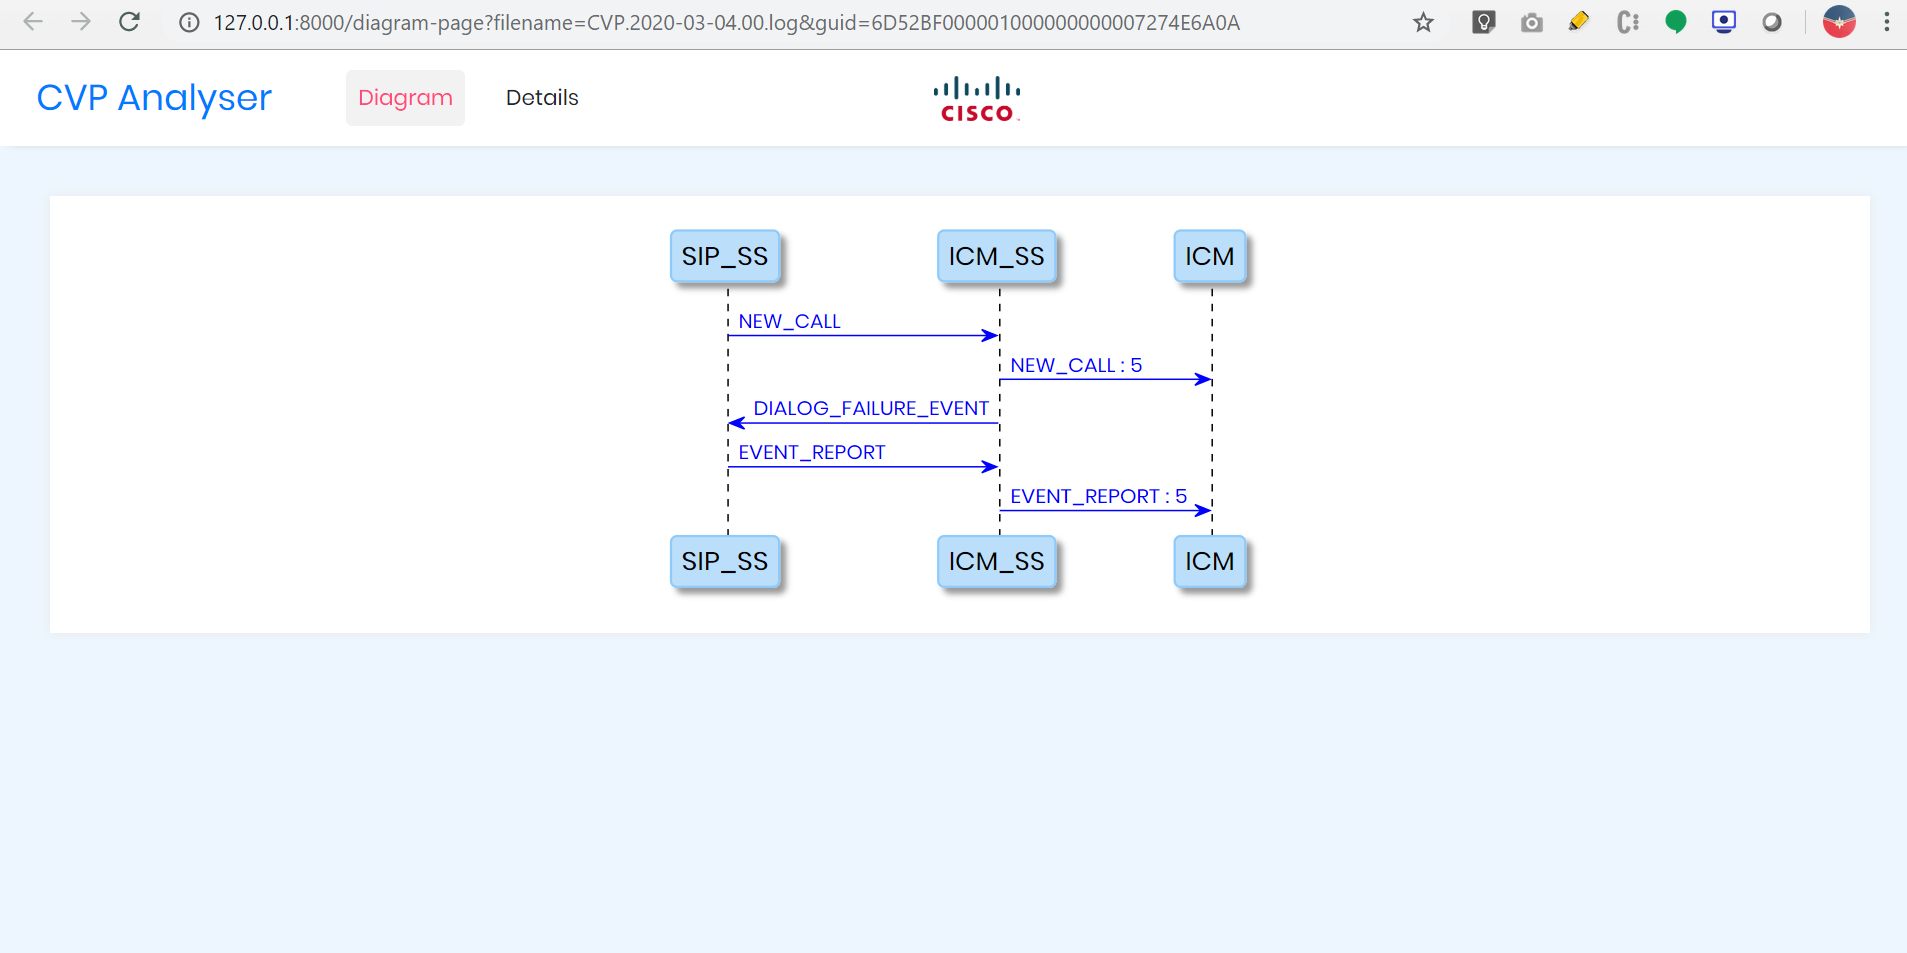 127.0.0.1:8000/diagram-page?filename=CVP.2020-03-04.00.log&guid=6D52BF000001000000000007274E6A0A
CVP Analyser
Diagram
Details
CISCO
SIP_SS
ICM_SS
ICM
NEW_CALL
NEW_CALL : 5
DIALOG_FAILURE_EVENT
EVENT_REPORT
EVENT_REPORT : 5
SIP_SS
ICM_SS
ICM